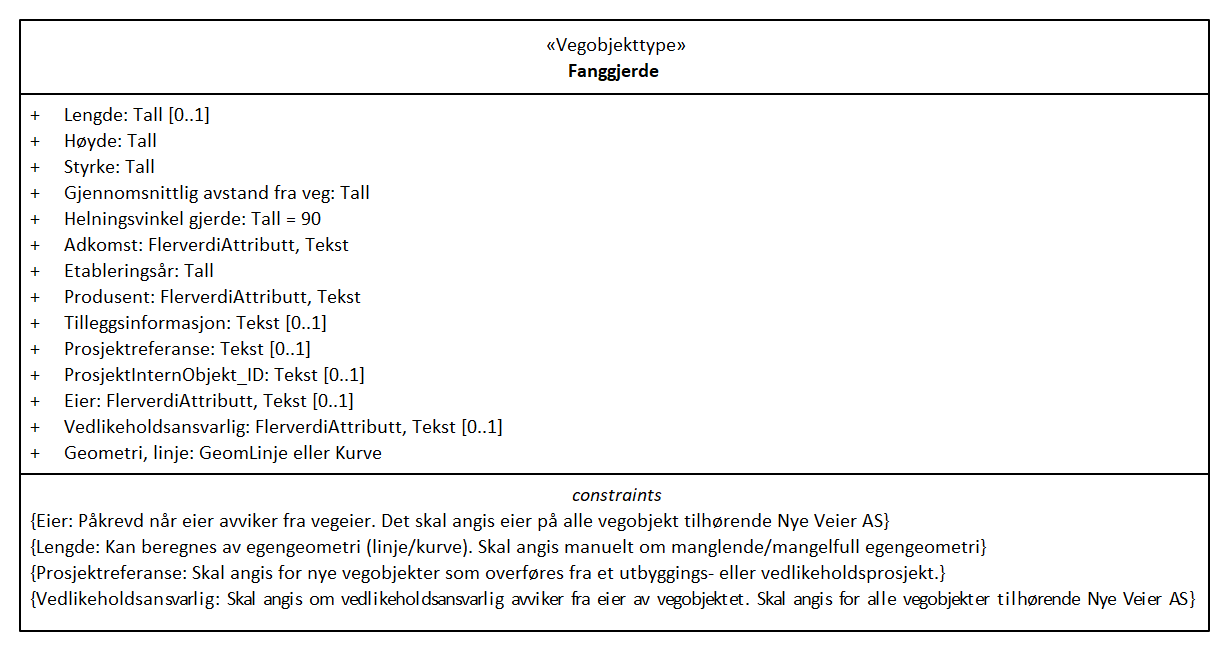 «Vegobjekttype»
Fanggjerde
+ Lengde: Tall [0..1]
+ Høyde: Tall
+ Styrke: Tall
+ Gjennomsnittlig avstand fra veg: Tall
+ Helningsvinkel gjerde: Tall = 90
+ Adkomst: FlerverdiAttributt, Tekst
+ Etableringsår: Tall
+ Produsent: FlerverdiAttributt, Tekst
+ Tilleggsinformasjon: Tekst [0..1]
+ Prosjektreferanse: Tekst [0..1]
+ ProsjektInternObjekt_ID: Tekst [0..1]
+ Eier: FlerverdiAttributt, Tekst [0..1]
+ Vedlikeholdsansvarlig: FlerverdiAttributt, Tekst [0..1]
+ Geometri, linje: GeomLinje eller Kurve
constraints
{Eier: Påkrevd når eier avviker fra vegeier. Det skal angis eier på alle vegobjekt tilhørende Nye Veier AS}
{Lengde: Kan beregnes av egengeometri (linje/kurve). Skal angis manuelt om manglende/mangelfull egengeometri}
{Prosjektreferanse: Skal angis for nye vegobjekter som overføres fra et utbyggings- eller vedlikeholdsprosjekt.}
{Vedlikeholdsansvarlig: Skal angis om vedlikeholdsansvarlig avviker fra eier av vegobjektet. Skal angis for alle vegobjekter tilhørende Nye Veier AS}